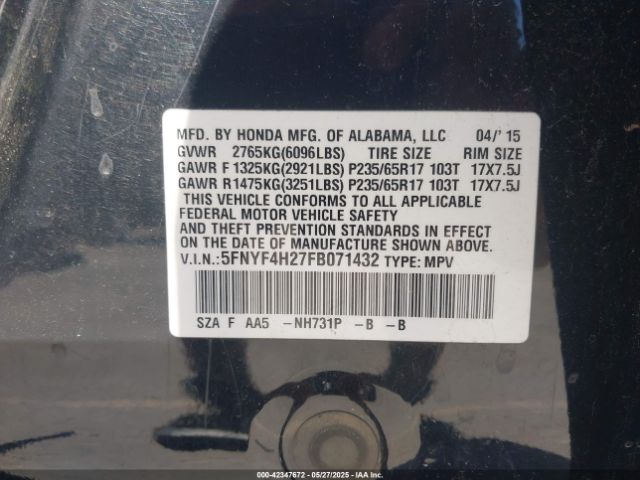 MFD. BY HONDA MFG. OF ALABAMA, LLC 04/'15
GVWR 2765KG(6096LBS) TIRE SIZE RIM SIZE
GAWR F 1325KG(2921LBS) P235/65R17 103T 17X7.5J
GAWR R1475KG(3251LBS) P235/65R17 103T 17X7.5J
THIS VEHICLE CONFORMS TO ALL APPLICABLE
FEDERAL MOTOR VEHICLE SAFETY
AND THEFT PREVENTION STANDARDS IN EFFECT
ON THE DATE OF MANUFACTURE SHOWN ABOVE.
V.I.N.:5FNYF4H27FB071432 TYPE: MPV
SZA F AA5 -NH731P -B -B
000-42347672 - 05/27/2025 - IAA Inc.